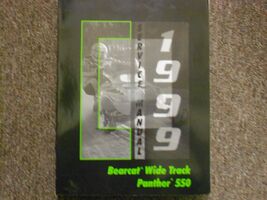 SERVICE MANUAL
1999
Bearcat® Wide Track
Panther® 550